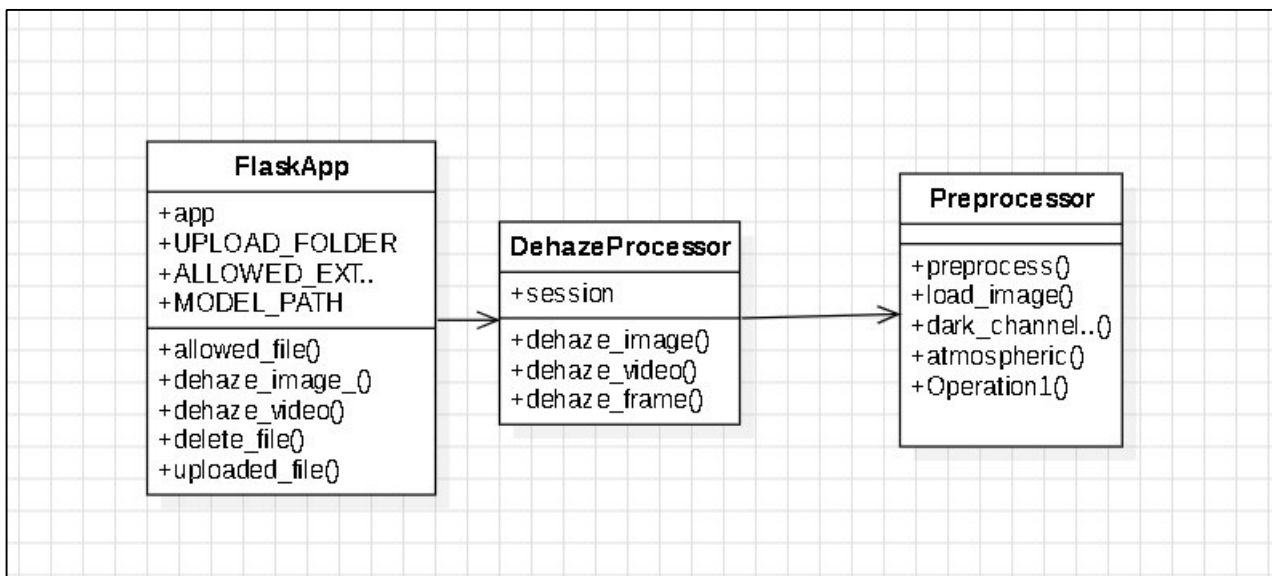 FlaskApp
+app
+UPLOAD_FOLDER
+ALLOWED_EXT..
+MODEL_PATH
+allowed_file()
+dehaze_image_()
+dehaze_video()
+delete_file()
+uploaded_file()
DehazeProcessor
+session
+dehaze_image()
+dehaze_video()
+dehaze_frame()
Preprocessor
+preprocess()
+load_image()
+dark_channel..()
+atmospheric()
+Operation1()